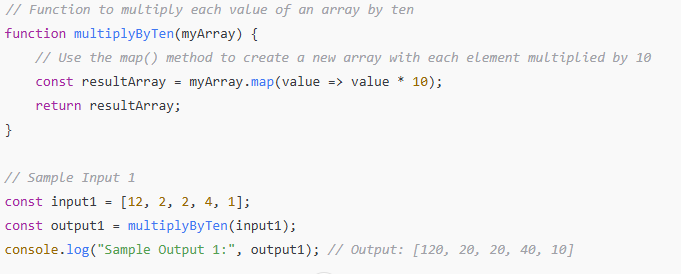 // Function to multiply each value of an array by ten
function multiplyByTen(myArray) {
    // Use the map() method to create a new array with each element multiplied by 10
    const resultArray = myArray.map(value => value * 10);
    return resultArray;
}

// Sample Input 1
const input1 = [12, 2, 2, 4, 1];
const output1 = multiplyByTen(input1);
console.log("Sample Output 1:", output1); // Output: [120, 20, 20, 40, 10]